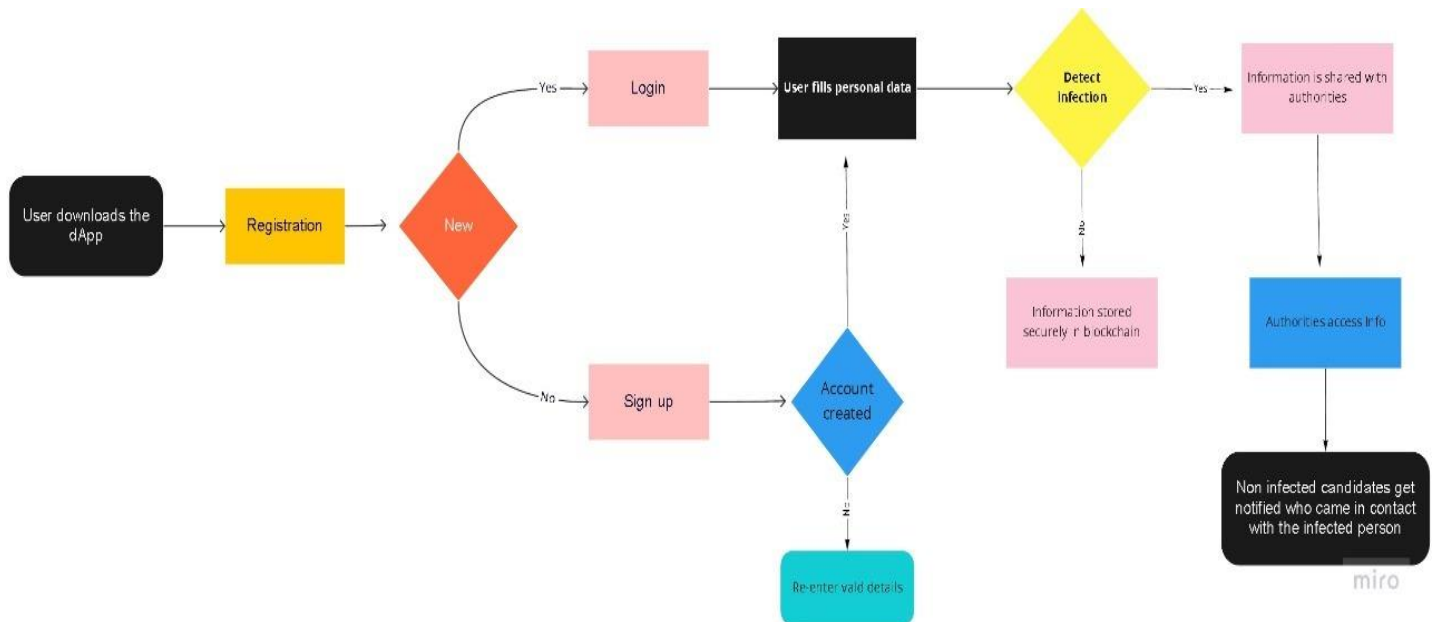 User downloads the
dApp
Registration
New
Yes
Login
User fills personal data
Detect
Infection
Yes
Information is shared with
authorities
No
Information stored
securely in blockchain
Authorities access Info
Non infected candidates get
notified who came in contact
with the infected person
No
Sign up
Account
created
Yes
No
Re-enter vald details
miro